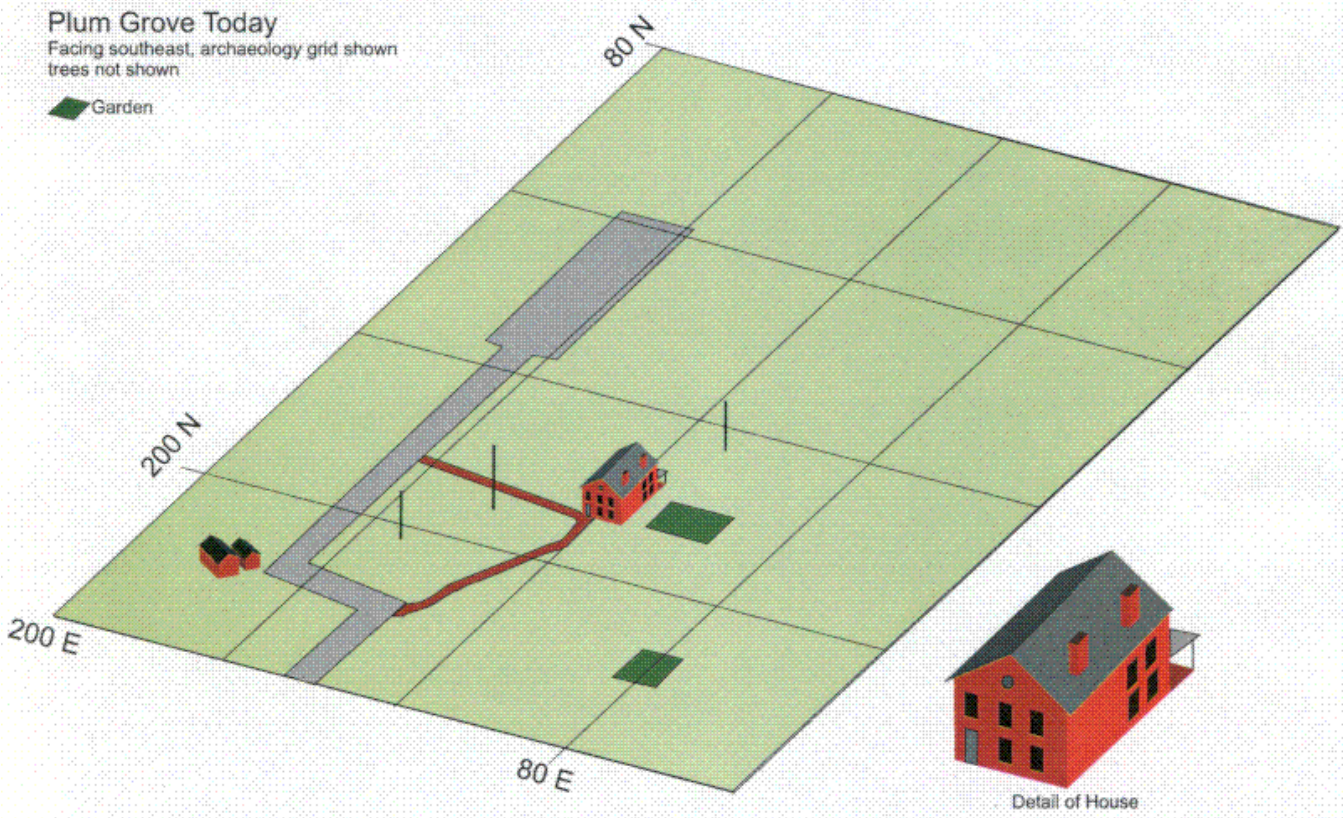 Plum Grove Today
Facing southeast, archaeology grid shown
trees not shown
Garden
80 N
200 N
200 E
80 E
Detail of House